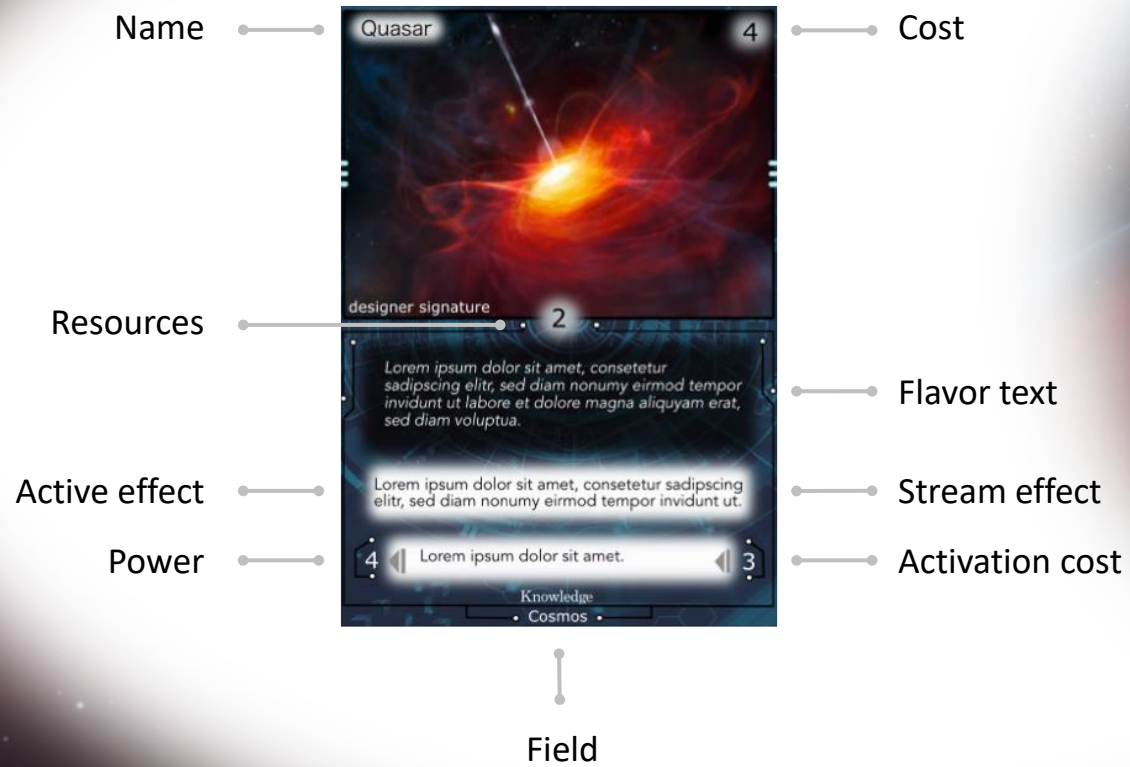 Name
Quasar
4
Cost
designer signature
Resources
2
Lorem ipsum dolor sit amet, consetetur
sadipscing elitr, sed diam nonumy eirmod tempor
invidunt ut labore et dolore magna aliquyam erat,
sed diam voluptua.
Flavor text
Active effect
Lorem ipsum dolor sit amet, consetetur sadipscing
elitr, sed diam nonumy eirmod tempor invidunt ut.
Stream effect
Power
4
Lorem ipsum dolor sit amet.
3
Activation cost
Knowledge
Cosmos
Field